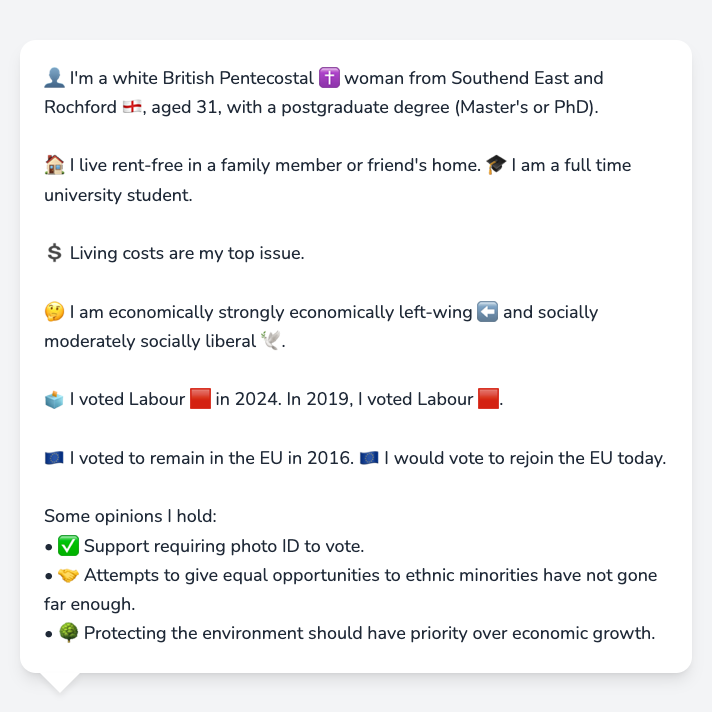 👤 I'm a white British Pentecostal ✝️ woman from Southend East and
Rochford 🏴󠁧󠁢󠁥󠁮󠁧󠁿, aged 31, with a postgraduate degree (Master's or PhD).
🏠 I live rent-free in a family member or friend's home. 🎓 I am a full time
university student.
💲 Living costs are my top issue.
🤔 I am economically strongly economically left-wing ⬅️ and socially
moderately socially liberal 🕊️.
🗳️ I voted Labour 🟥 in 2024. In 2019, I voted Labour 🟥.
🇪🇺 I voted to remain in the EU in 2016. 🇪🇺 I would vote to rejoin the EU today.
Some opinions I hold:
• ✅ Support requiring photo ID to vote.
• 🤝 Attempts to give equal opportunities to ethnic minorities have not gone
far enough.
• 🌳 Protecting the environment should have priority over economic growth.